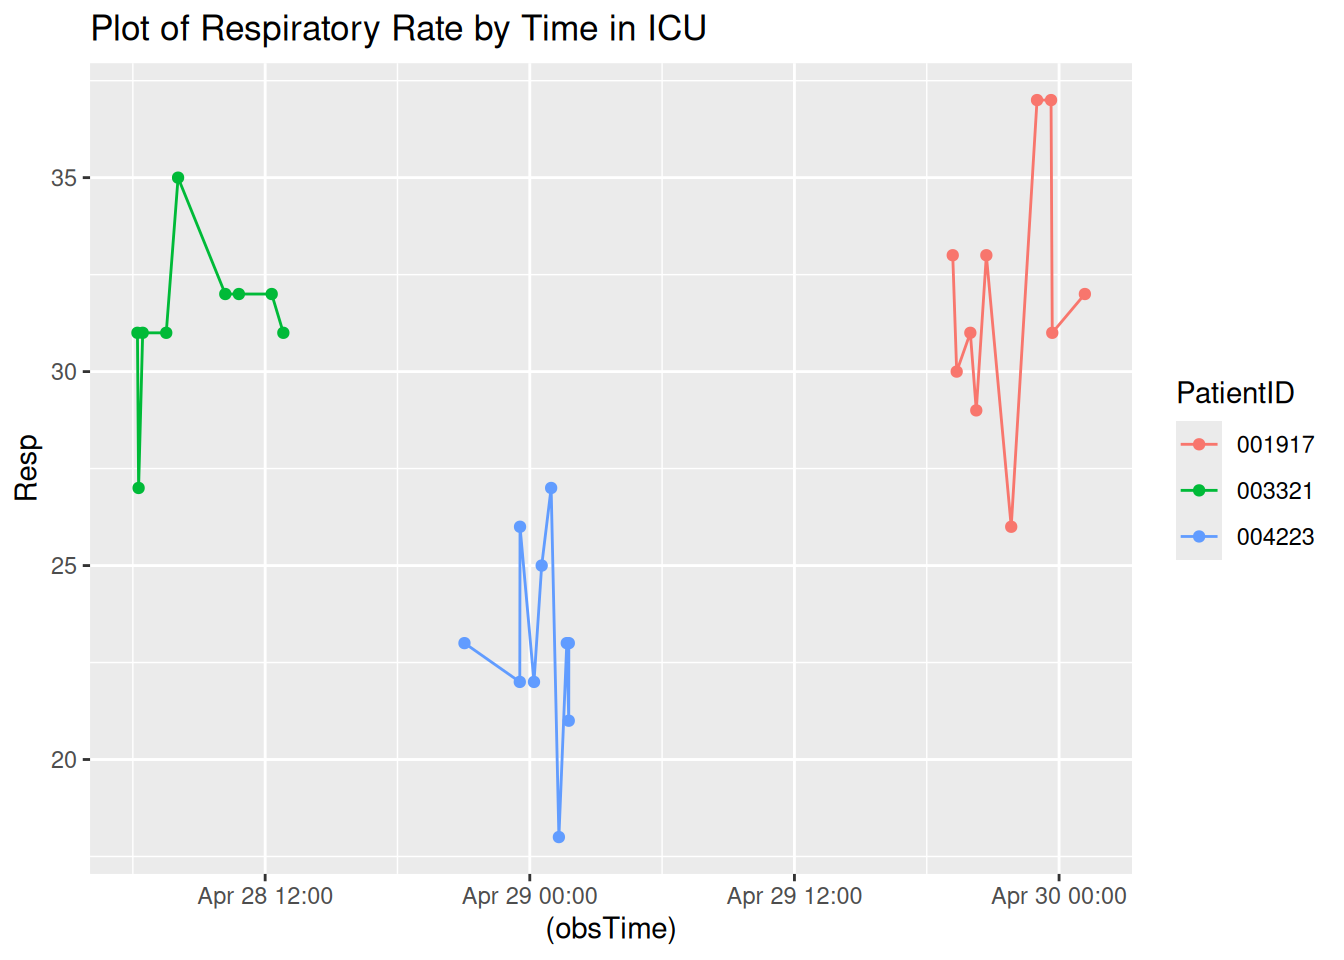 Plot of Respiratory Rate by Time in ICU
35
30
25
20
Resp
Apr 28 12:00
Apr 29 00:00
Apr 29 12:00
Apr 30 00:00
(obsTime)
PatientID
001917
003321
004223